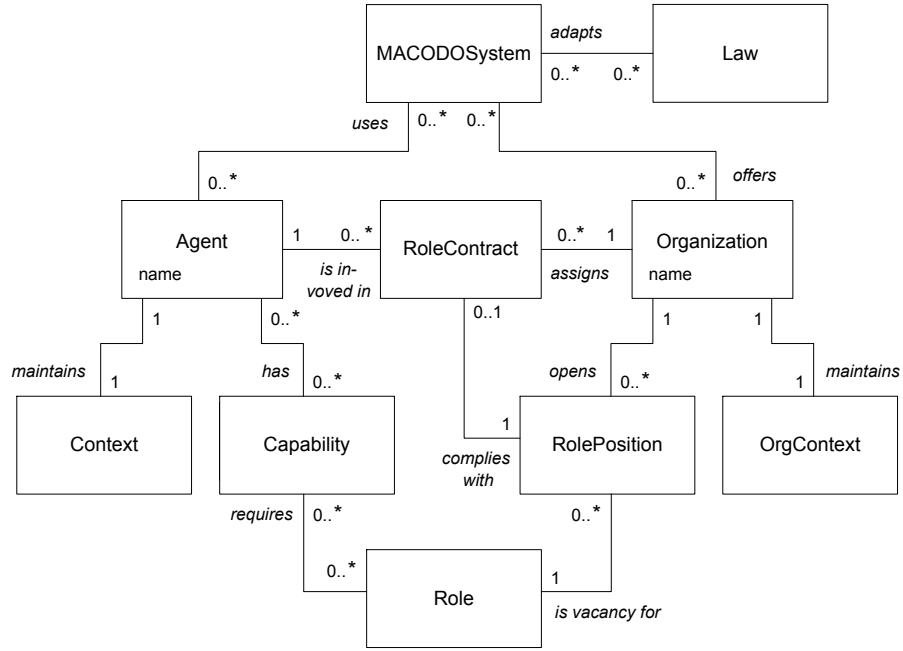 adapts
MACODOSystem
Law
0..*
0..*
uses
0..*
0..*
0..*
0..*
offers
Agent
name
1
0..*
is in-
voved in
RoleContract
0..*
1
assigns
Organization
name
1
0..*
0..1
1
1
maintains
1
has
0..*
opens
0..*
1
maintains
Context
Capability
1
complies
with
RolePosition
OrgContext
requires
0..*
0..*
0..*
Role
1
is vacancy for